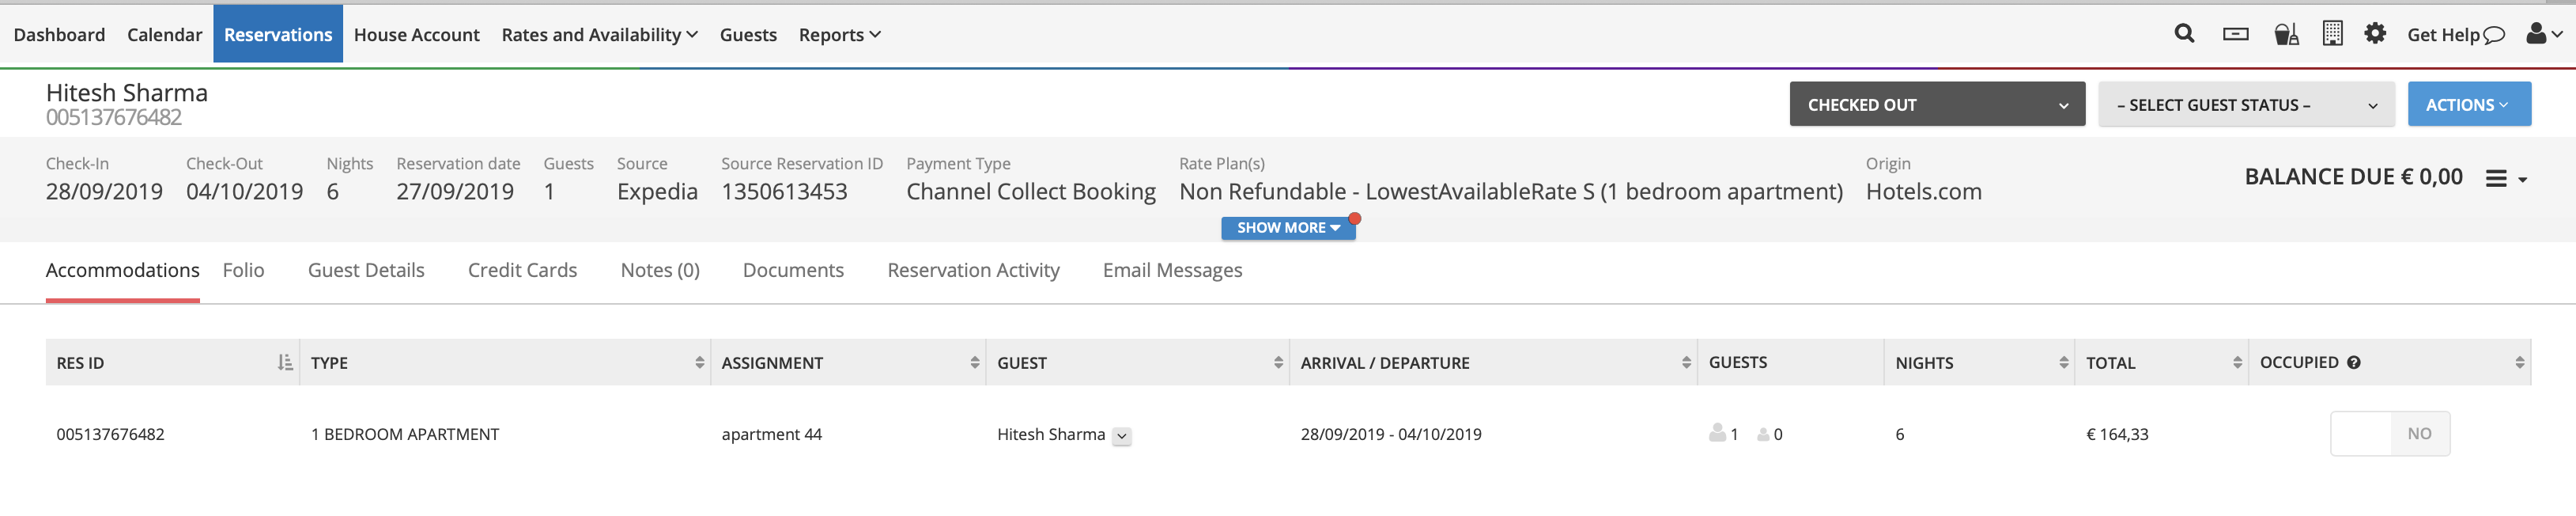 Dashboard Calendar Reservations House Account Rates and Availability Guests Reports Get Help
Hitesh Sharma
005137676482
CHECKED OUT – SELECT GUEST STATUS – ACTIONS
Check-In Check-Out Nights Reservation date Guests Source Source Reservation ID Payment Type Rate Plan(s) Origin
28/09/2019 04/10/2019 6 27/09/2019 1 Expedia 1350613453 Channel Collect Booking Non Refundable - LowestAvailableRate S (1 bedroom apartment) Hotels.com
BALANCE DUE € 0,00
SHOW MORE
Accommodations Folio Guest Details Credit Cards Notes (0) Documents Reservation Activity Email Messages
RES ID TYPE ASSIGNMENT GUEST ARRIVAL / DEPARTURE GUESTS NIGHTS TOTAL OCCUPIED ?
005137676482 1 BEDROOM APARTMENT apartment 44 Hitesh Sharma 28/09/2019 - 04/10/2019 1 0 6 € 164,33 NO